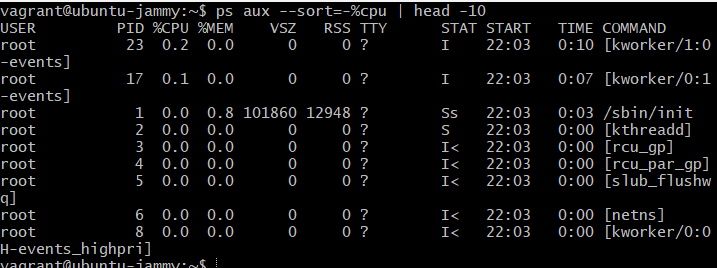 vagrant@ubuntu-jammy:~$ ps aux --sort=-%cpu | head -10
USER         PID %CPU %MEM    VSZ   RSS TTY      STAT START   TIME COMMAND
root          23  0.2  0.0      0     0 ?        I    22:03   0:10 [kworker/1:0
-events]
root          17  0.1  0.0      0     0 ?        I    22:03   0:07 [kworker/0:1
-events]
root           1  0.0  0.8 101860 12948 ?        Ss   22:03   0:03 /sbin/init
root           2  0.0  0.0      0     0 ?        S    22:03   0:00 [kthreadd]
root           3  0.0  0.0      0     0 ?        I<   22:03   0:00 [rcu_gp]
root           4  0.0  0.0      0     0 ?        I<   22:03   0:00 [rcu_par_gp]
root           5  0.0  0.0      0     0 ?        I<   22:03   0:00 [slub_flushw
q]
root           6  0.0  0.0      0     0 ?        I<   22:03   0:00 [netns]
root           8  0.0  0.0      0     0 ?        I<   22:03   0:00 [kworker/0:0
H-events_highpri]
vagrant@ubuntu-jammy:~$